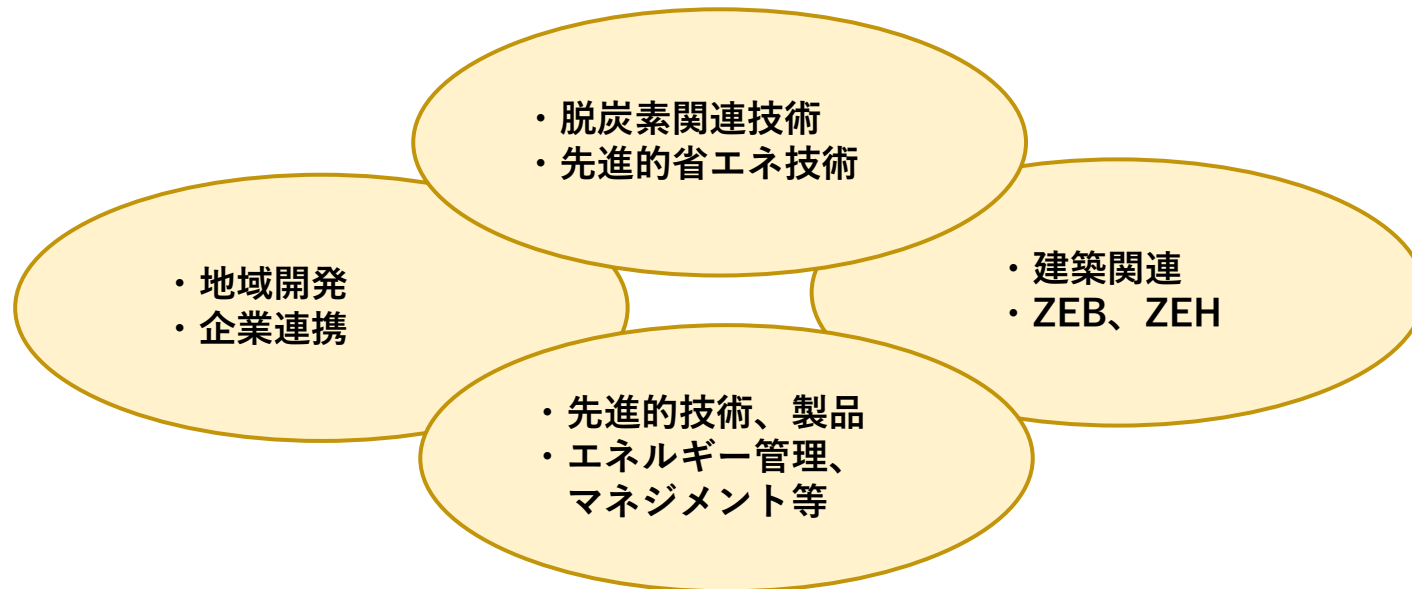 ・脱炭素関連技術
・先進的省エネ技術
・地域開発
・企業連携
・建築関連
・ZEB、ZEH
・先進的技術、製品
・エネルギー管理、
マネジメント等